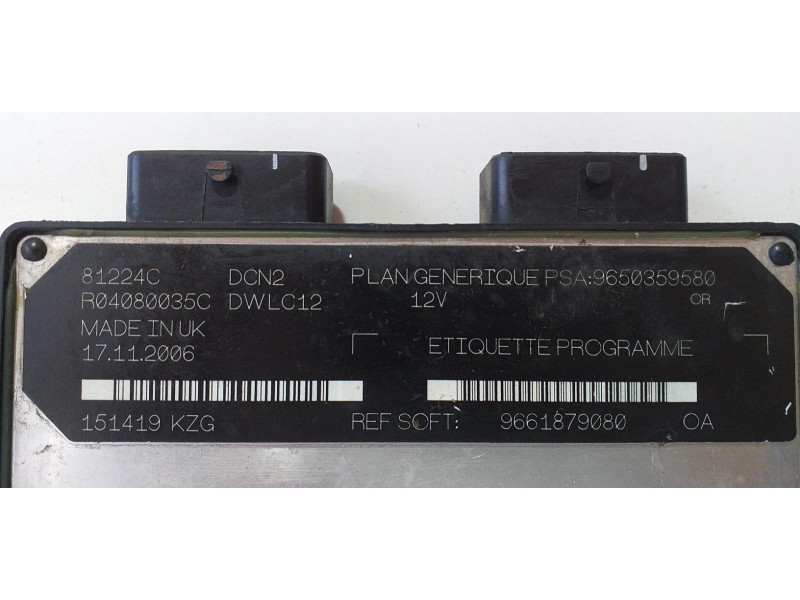 81224C DCN2 PLAN GENERIQUE PSA:9650359580
R04080035C DWLC12 12V OR
MADE IN UK
17.11.2006 ETIQUETTE PROGRAMME
151419 KZG REF SOFT: 9661879080 OA